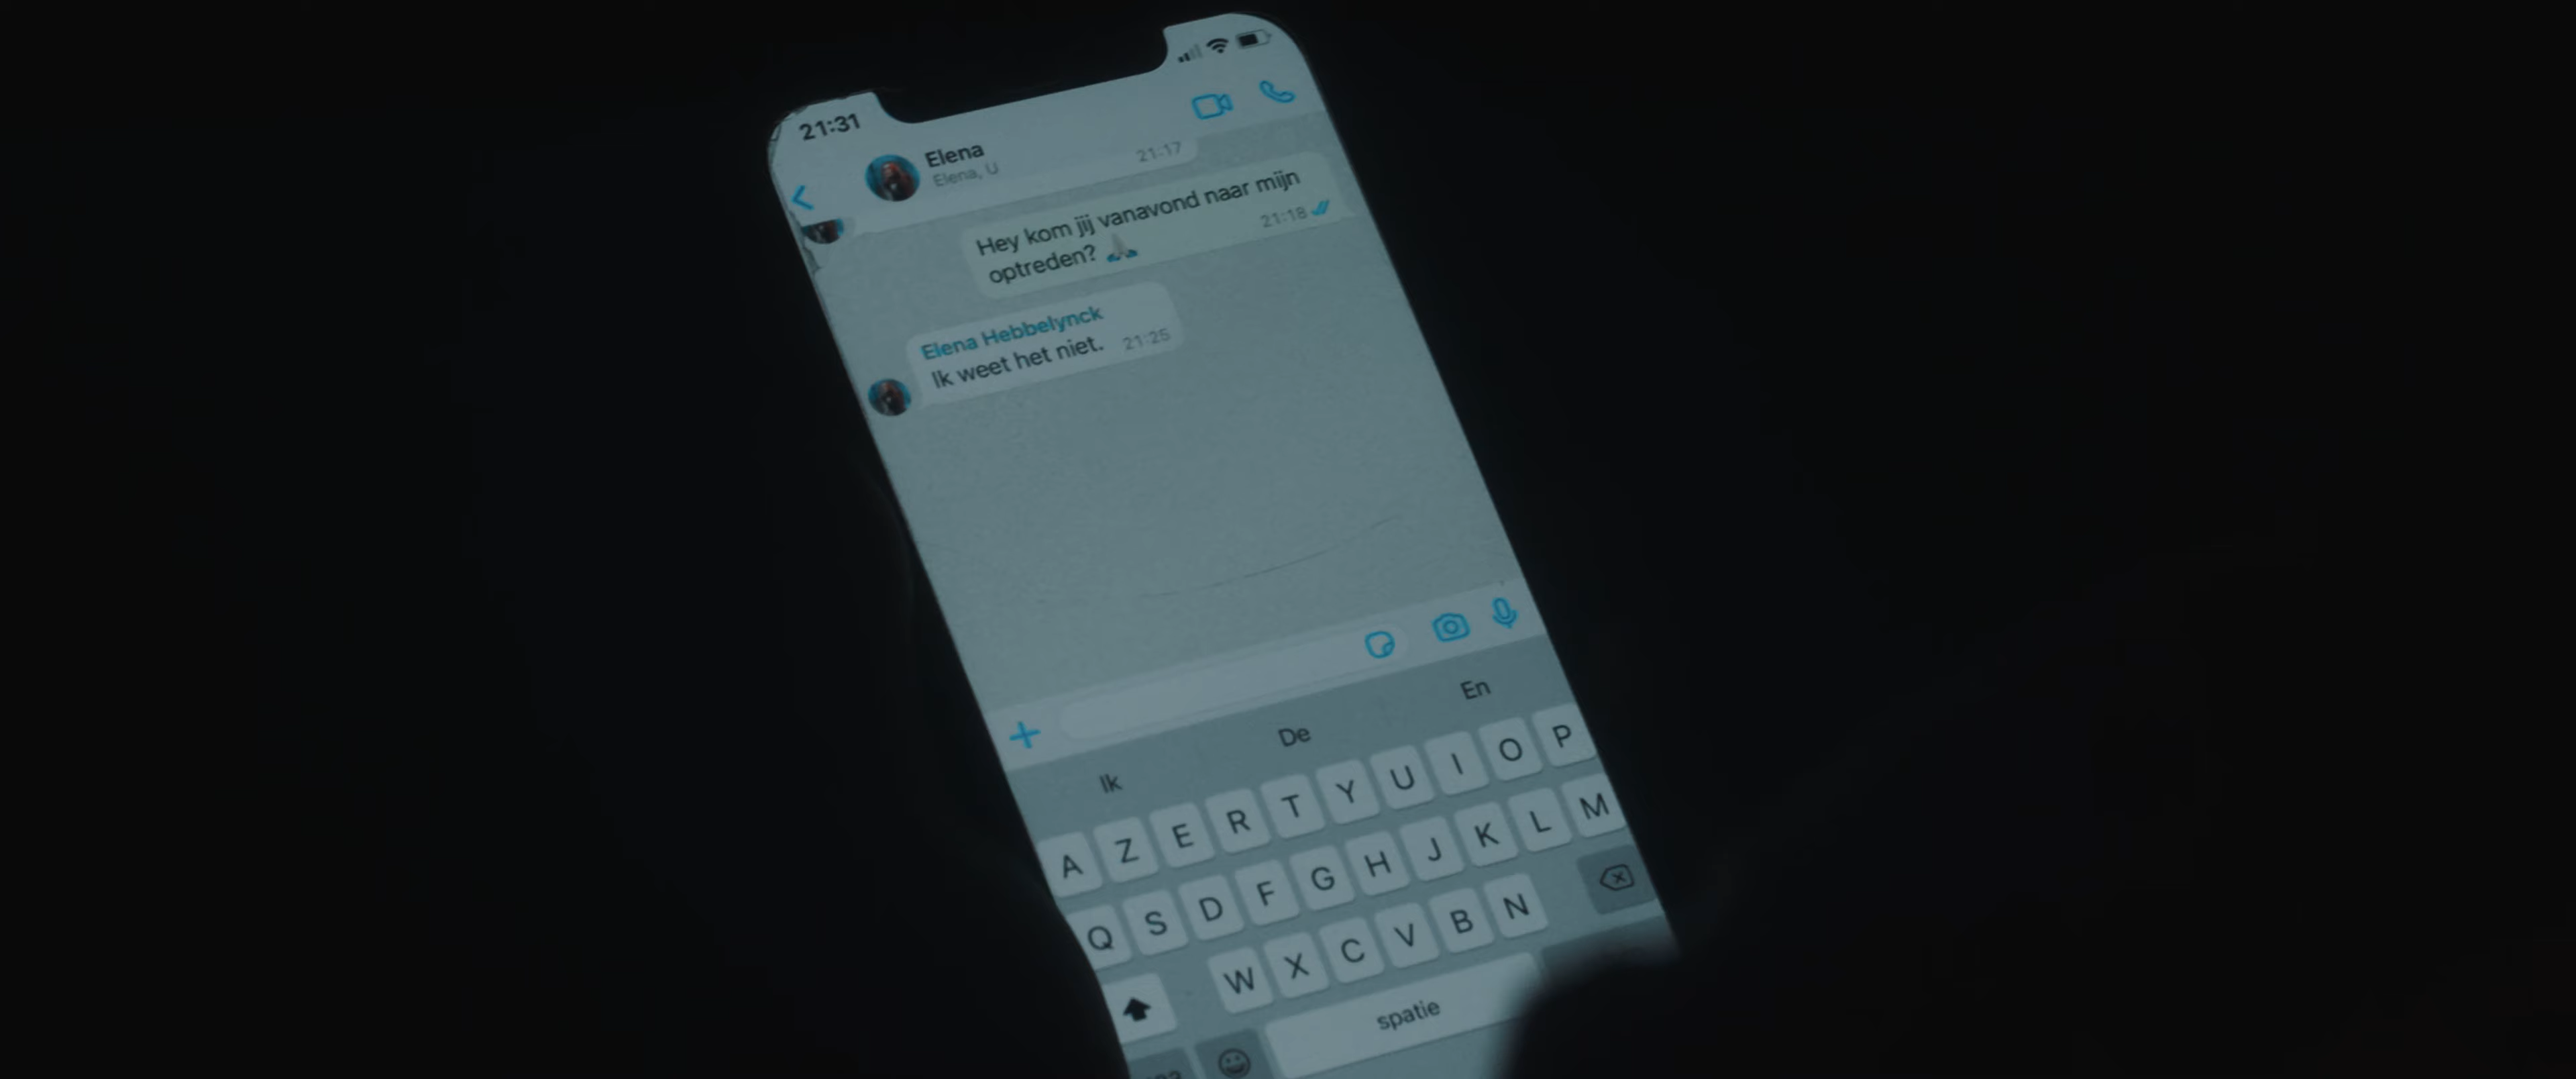 21:31
Elena
Elena, U
21:17
Hey kom jij vanavond naar mijn
optreden? 🙏
21:18
Elena Hebbelynck
Ik weet het niet. 21:25
Ik De En
A Z E R T Y U I O P
Q S D F G H J K L M
W X C V B N
spatie